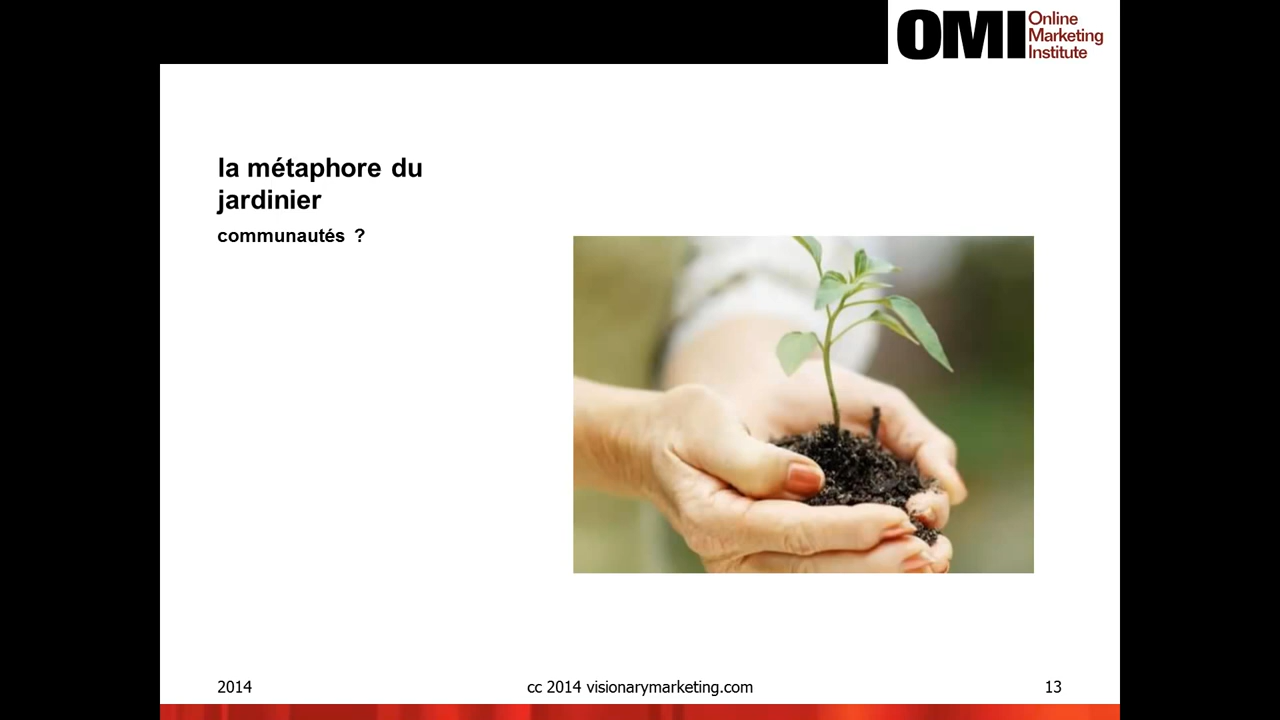 OMI Online
Marketing
Institute
la métaphore du
jardinier
communautés ?
2014 cc 2014 visionarymarketing.com 13